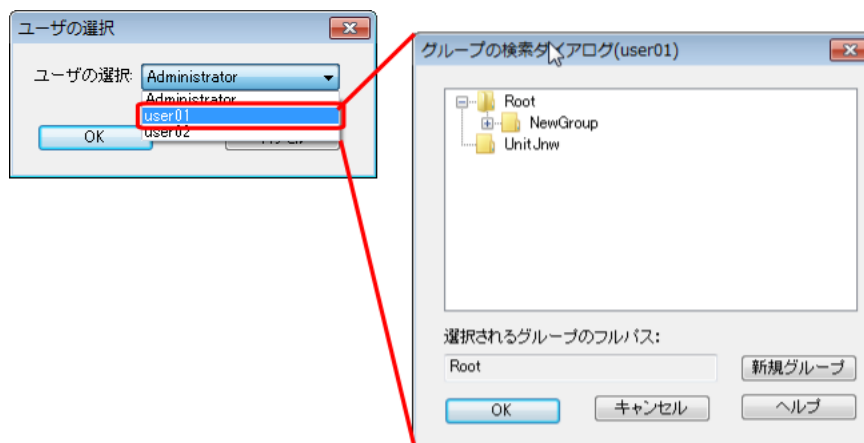 ユーザの選択
ユーザの選択:
Administrator
Administrator
user01
user02
OK
グループの検索ダイアログ(user01)
Root
NewGroup
UnitJnw
選択されるグループのフルパス:
Root
新規グループ
OK
キャンセル
ヘルプ